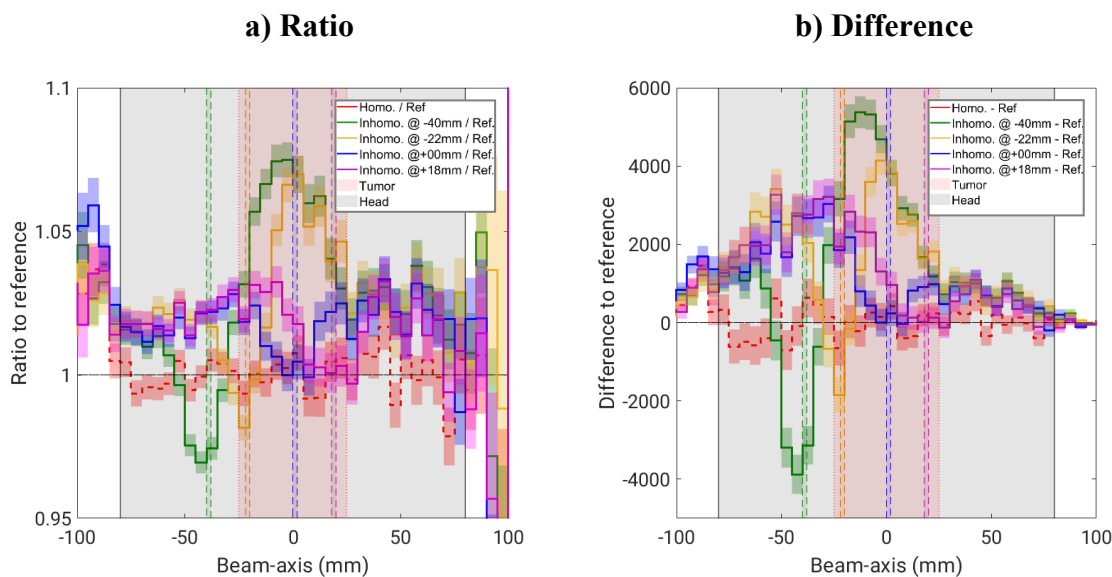 a) Ratio
b) Difference
1.1
1.05
1
0.95
Ratio to reference
-100
-50
0
50
100
Beam-axis (mm)
Homo. / Ref
Inhomo. @ -40mm / Ref.
Inhomo. @ -22mm / Ref.
Inhomo. @+00mm / Ref.
Inhomo. @+18mm / Ref.
Tumor
Head
6000
4000
2000
0
-2000
-4000
Difference to reference
-100
-50
0
50
100
Beam-axis (mm)
Homo. - Ref
Inhomo. @ -40mm - Ref.
Inhomo. @ -22mm - Ref.
Inhomo. @+00mm - Ref.
Inhomo. @+18mm - Ref.
Tumor
Head